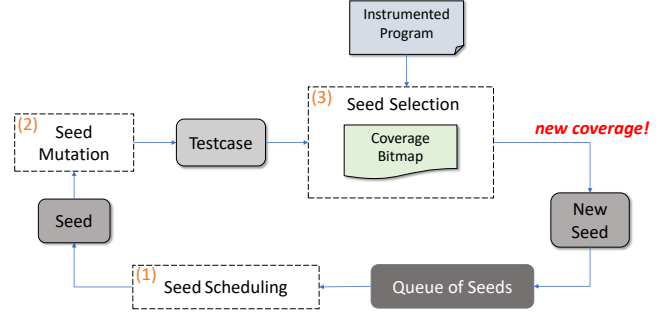 Instrumented
Program
(3)
Seed Selection
new coverage!
(2)
Seed
Mutation
Testcase
Coverage
Bitmap
Seed
New
Seed
(1)
Seed Scheduling
Queue of Seeds